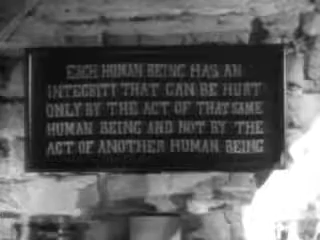 EACH HUMAN BEING HAS AN
INTEGRITY THAT CAN BE HURT
ONLY BY THE ACT OF THAT SAME
HUMAN BEING AND NOT BY THE
ACT OF ANOTHER HUMAN BEING